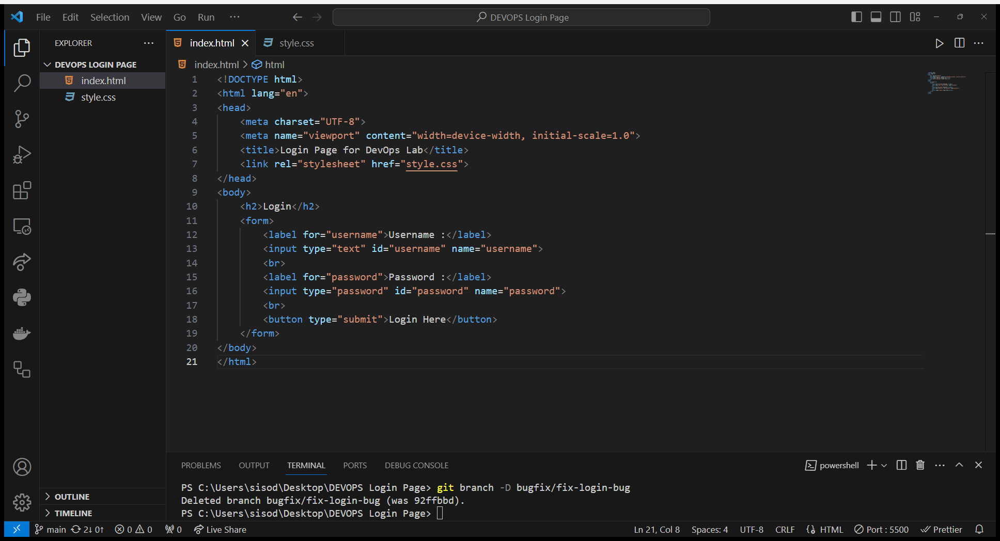 File Edit Selection View Go Run ··· DEVOPS Login Page
EXPLORER ···
DEVOPS LOGIN PAGE
index.html
style.css
OUTLINE
TIMELINE
index.html style.css
index.html > html
1 <!DOCTYPE html>
2 <html lang="en">
3 <head>
4 <meta charset="UTF-8">
5 <meta name="viewport" content="width=device-width, initial-scale=1.0">
6 <title>Login Page for DevOps Lab</title>
7 <link rel="stylesheet" href="style.css">
8 </head>
9 <body>
10 <h2>Login</h2>
11 <form>
12 <label for="username">Username :</label>
13 <input type="text" id="username" name="username">
14 <br>
15 <label for="password">Password :</label>
16 <input type="password" id="password" name="password">
17 <br>
18 <button type="submit">Login Here</button>
19 </form>
20 </body>
21 </html>
PROBLEMS OUTPUT TERMINAL PORTS DEBUG CONSOLE powershell
PS C:\Users\sisod\Desktop\DEVOPS Login Page> git branch -D bugfix/fix-login-bug
Deleted branch bugfix/fix-login-bug (was 92ffbbd).
PS C:\Users\sisod\Desktop\DEVOPS Login Page>
main 2↓ 0↑ 0 0 0 Live Share Ln 21, Col 8 Spaces: 4 UTF-8 CRLF HTML Port : 5500 Prettier